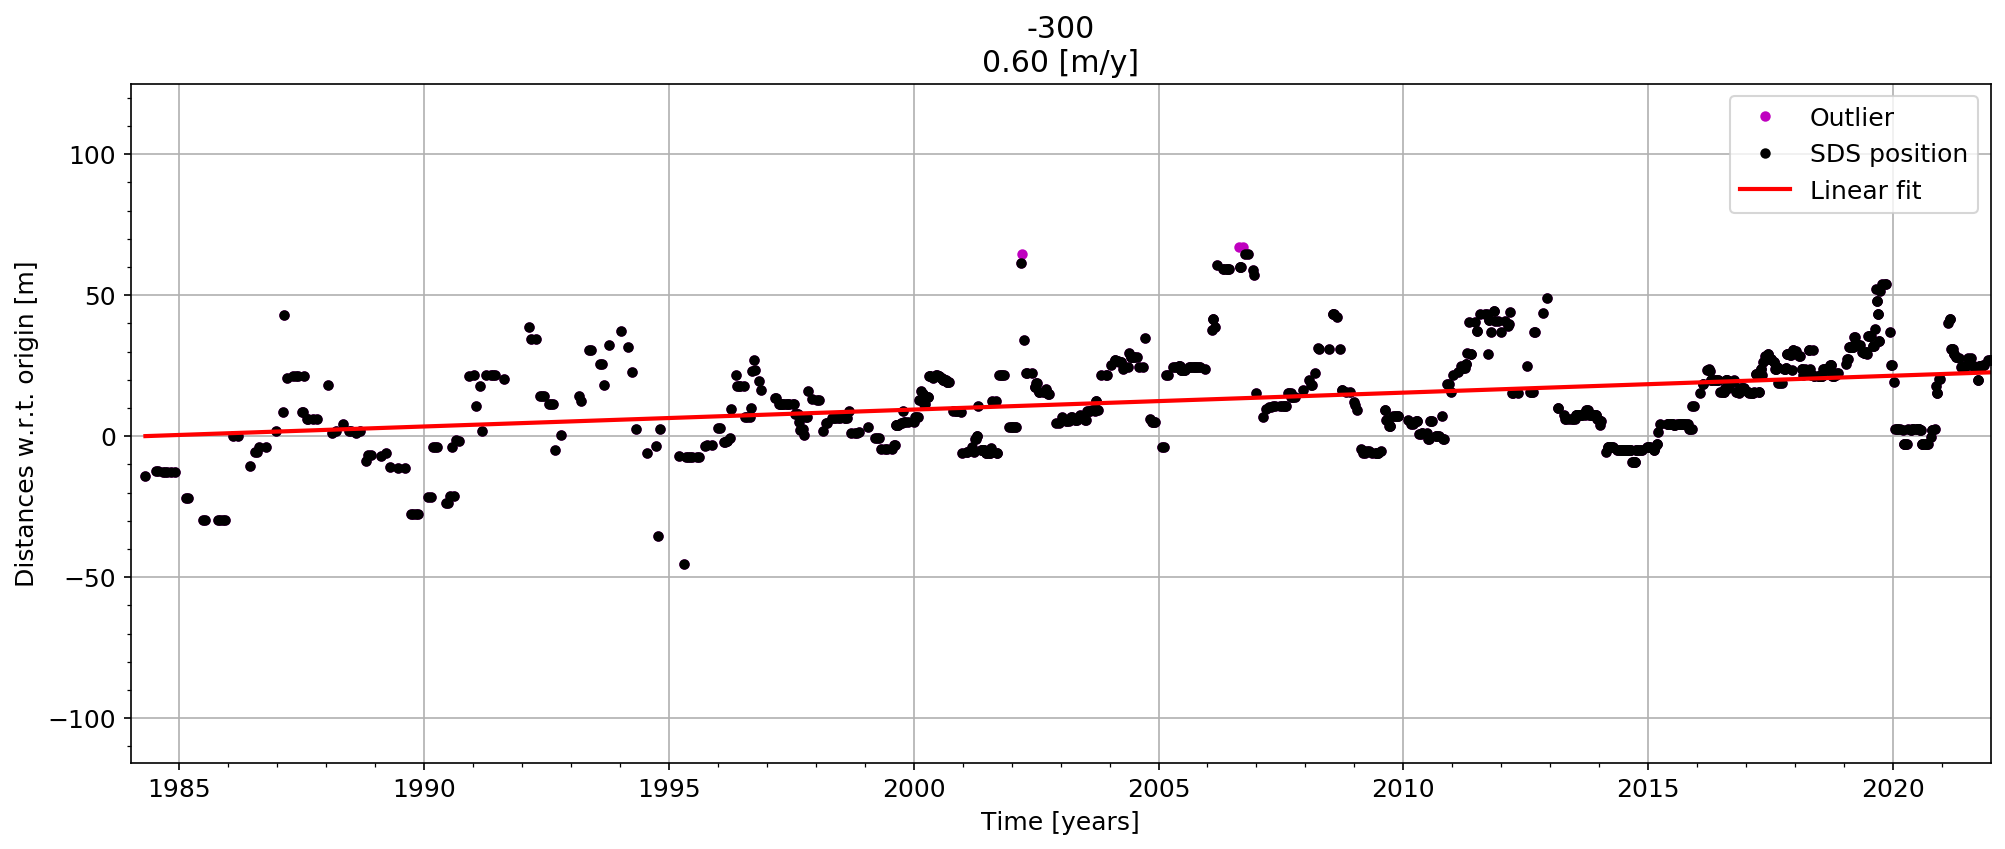 -300
0.60 [m/y]
Outlier
SDS position
Linear fit
Distances w.r.t. origin [m]
100
50
0
−50
−100
1985 1990 1995 2000 2005 2010 2015 2020
Time [years]